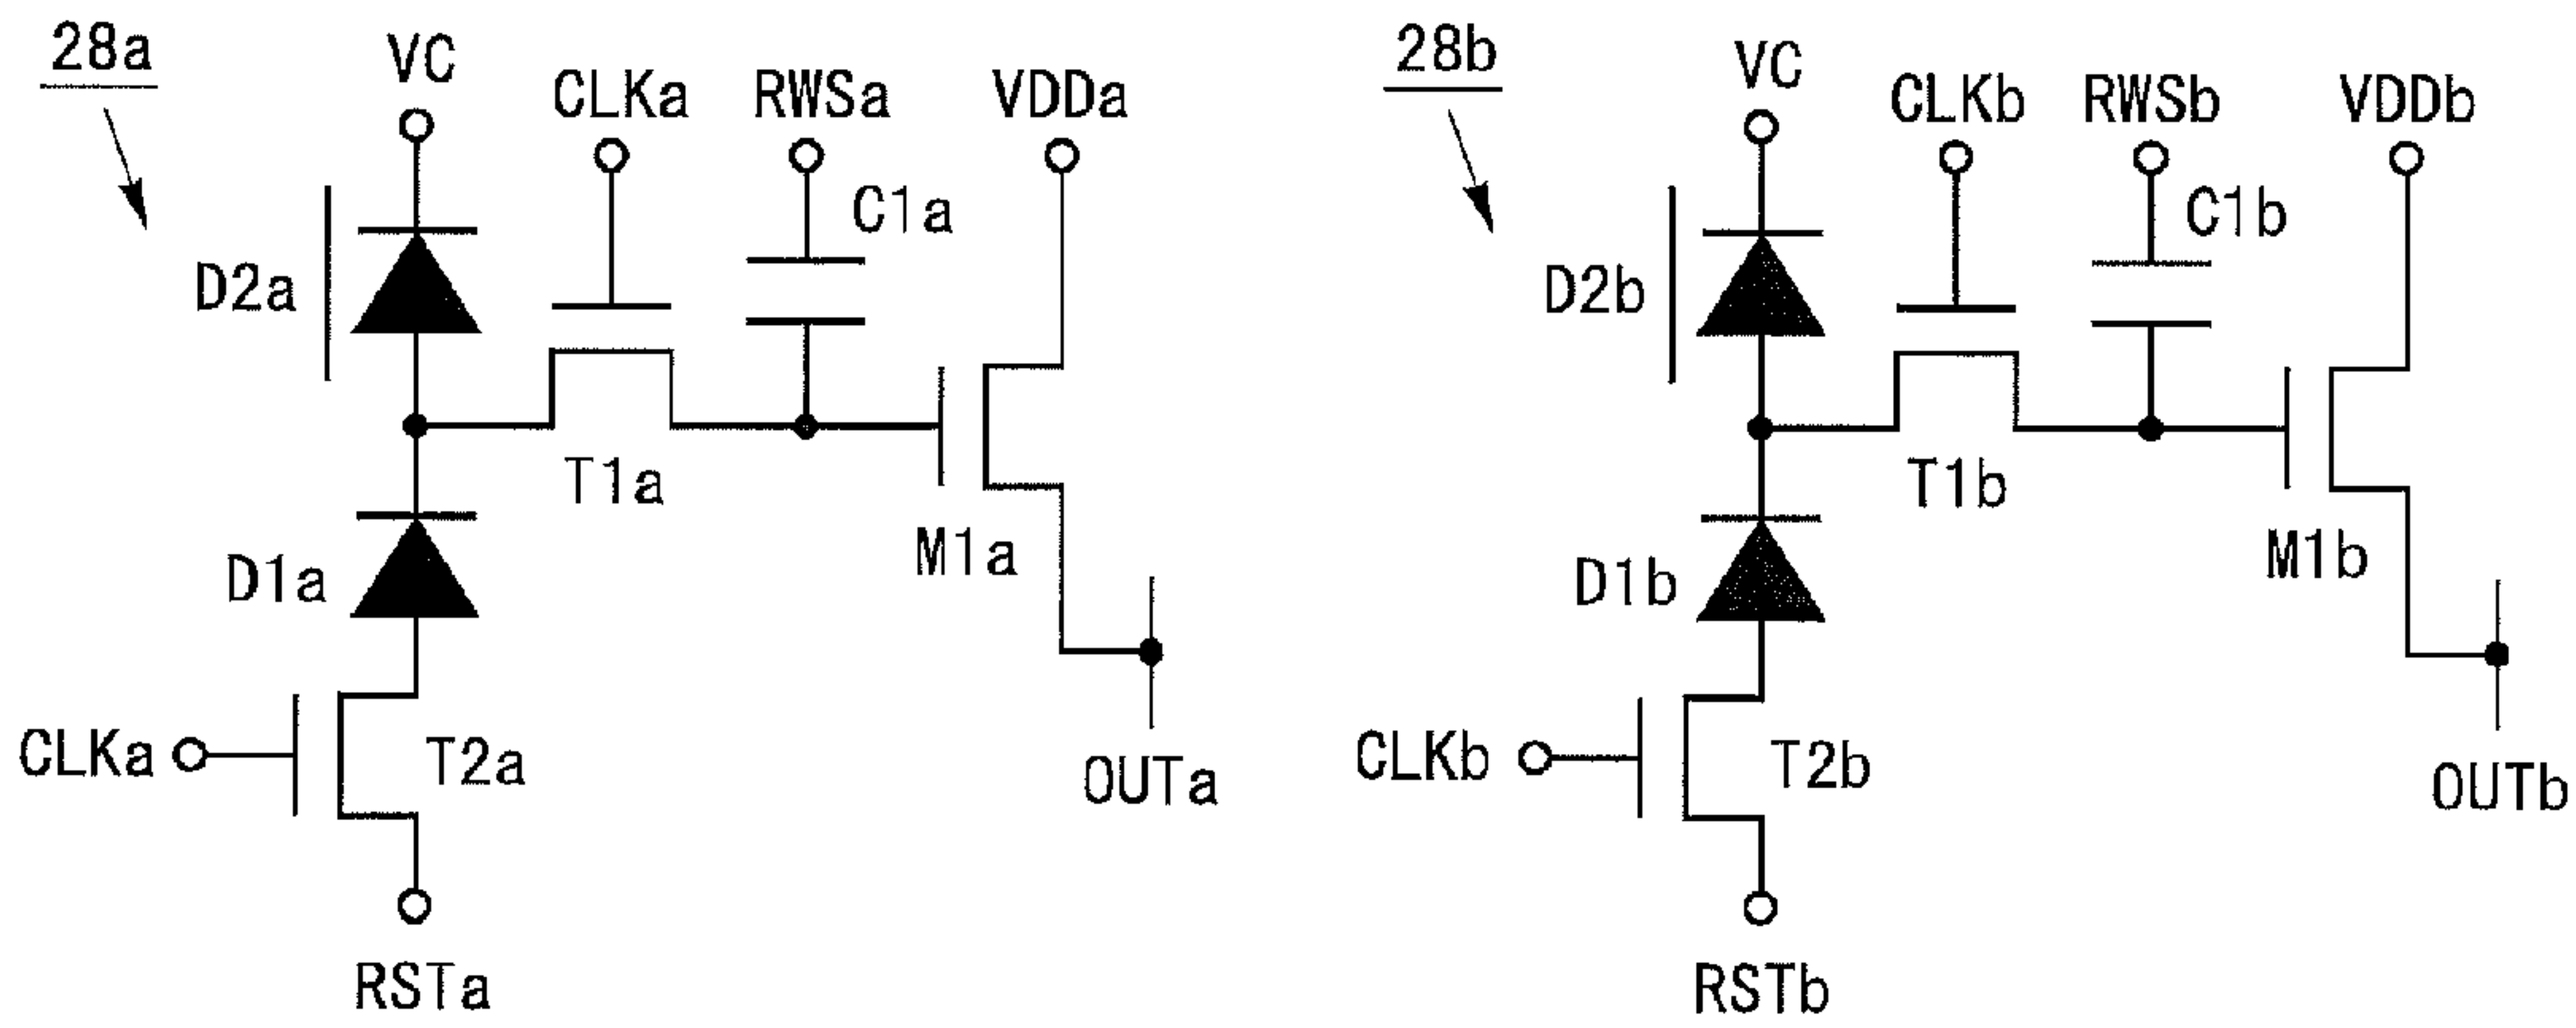 28a
VC
CLKa
RWSa
VDDa
C1a
D2a
T1a
M1a
D1a
CLKa
T2a
OUTa
RSTa
28b
VC
CLKb
RWSb
VDDb
C1b
D2b
T1b
M1b
D1b
CLKb
T2b
OUTb
RSTb